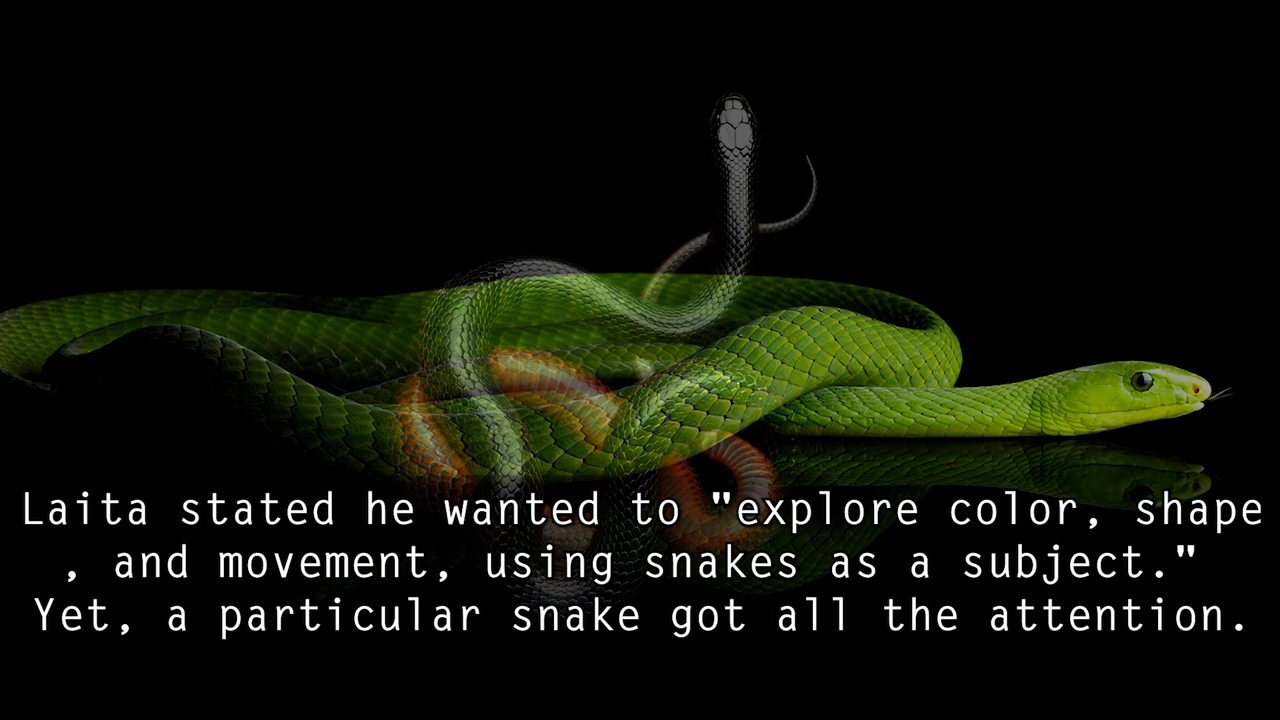 Laita stated he wanted to "explore color, shape
, and movement, using snakes as a subject."
Yet, a particular snake got all the attention.